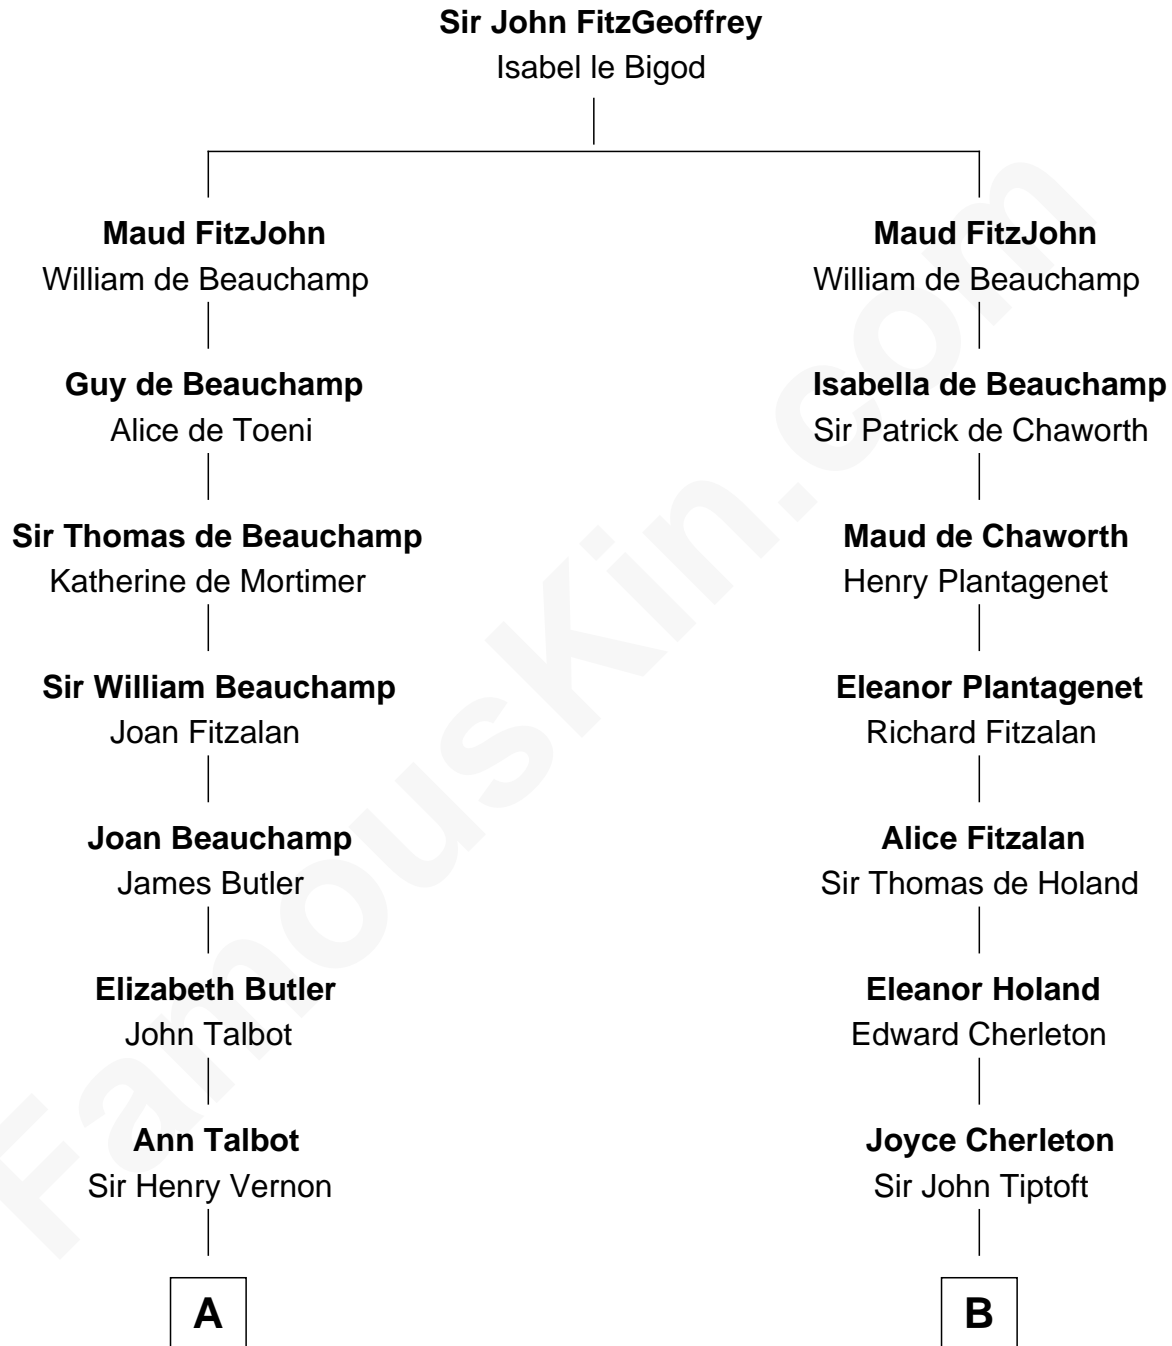 Sir John FitzGeoffrey
Isabel le Bigod
Maud FitzJohn
William de Beauchamp
Guy de Beauchamp
Alice de Toeni
Sir Thomas de Beauchamp
Katherine de Mortimer
Sir William Beauchamp
Joan Fitzalan
Joan Beauchamp
James Butler
Elizabeth Butler
John Talbot
Ann Talbot
Sir Henry Vernon
A
Maud FitzJohn
William de Beauchamp
Isabella de Beauchamp
Sir Patrick de Chaworth
Maud de Chaworth
Henry Plantagenet
Eleanor Plantagenet
Richard Fitzalan
Alice Fitzalan
Sir Thomas de Holand
Eleanor Holand
Edward Cherleton
Joyce Cherleton
Sir John Tiptoft
B
FamousKin.com